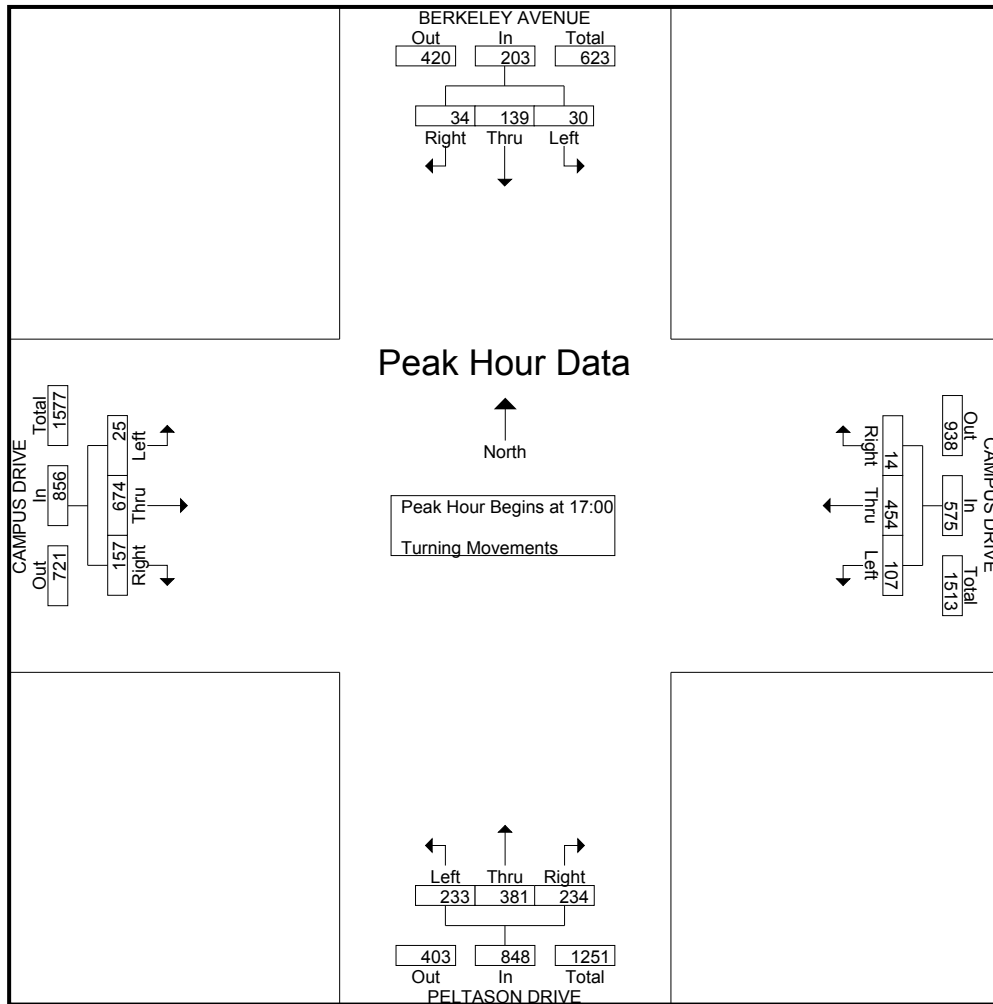 BERKELEY AVENUE
Out In Total
420 203 623
34 139 30
Right Thru Left
Peak Hour Data
North
Peak Hour Begins at 17:00
Turning Movements
CAMPUS DRIVE
Out In Total
721 856 1577
157 674 25
Right Thru Left
CAMPUS DRIVE
Out In Total
938 575 1513
14 454 107
Right Thru Left
Left Thru Right
233 381 234
403 848 1251
Out In Total
PELTASON DRIVE